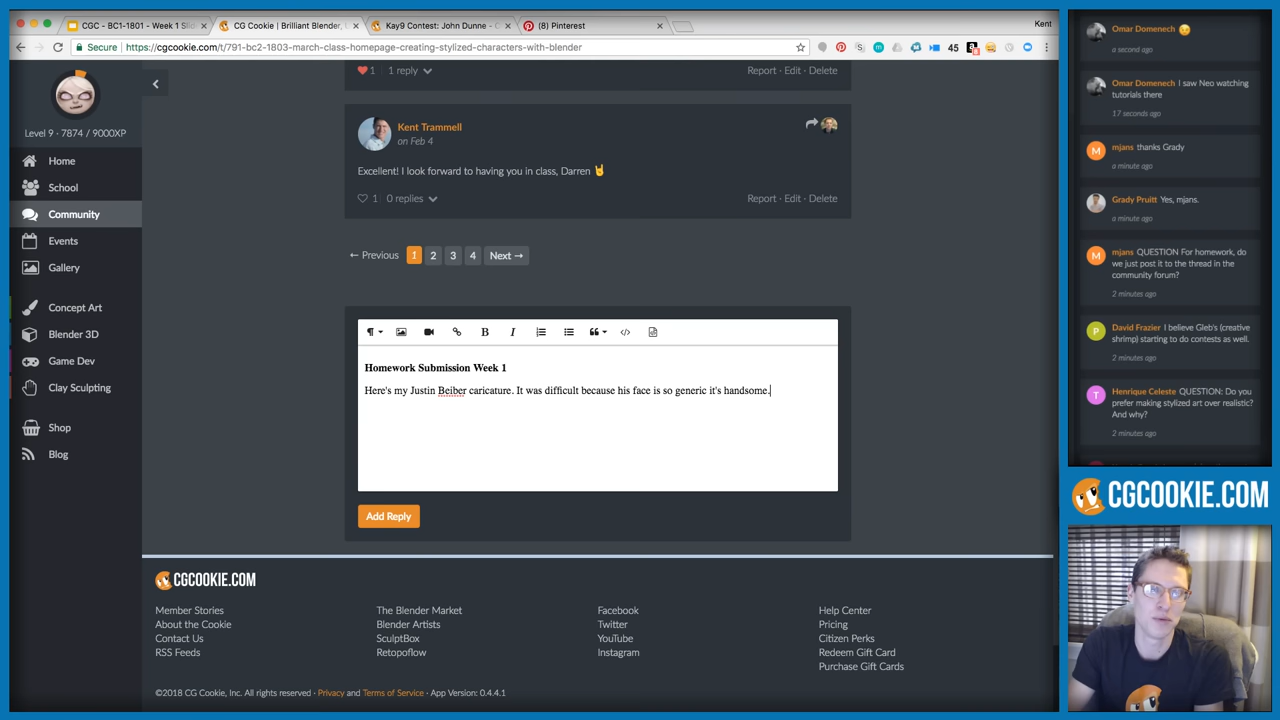 CGC - BC1-1801 - Week 1 Slid
CG Cookie | Brilliant Blender, U
Kay9 Contest: John Dunne - C
(8) Pinterest
Kent
Secure
https://cgcookie.com/t/791-bc2-1803-march-class-homepage-creating-stylized-characters-with-blender
45
Level 9 - 7874 / 9000XP
Home
School
Community
Events
Gallery
Concept Art
Blender 3D
Game Dev
Clay Sculpting
Shop
Blog
1 1 reply
Report · Edit · Delete
Kent Trammell
on Feb 4
Excellent! I look forward to having you in class, Darren 🤘
1 0 replies
Report · Edit · Delete
← Previous 1 2 3 4 Next →
B I
Homework Submission Week 1
Here's my Justin Beiber caricature. It was difficult because his face is so generic it's handsome.
Add Reply
CGCOOKIE.COM
Member Stories
About the Cookie
Contact Us
RSS Feeds
The Blender Market
Blender Artists
SculptBox
Retopoflow
Facebook
Twitter
YouTube
Instagram
Help Center
Pricing
Citizen Perks
Redeem Gift Card
Purchase Gift Cards
©2018 CG Cookie, Inc. All rights reserved · Privacy and Terms of Service · App Version: 0.4.4.1
Omar Domenech 😉
a second ago
Omar Domenech I saw Neo watching
tutorials there
17 seconds ago
M
mjans thanks Grady
a minute ago
Grady Pruitt Yes, mjans.
a minute ago
M
mjans QUESTION For homework, do
we just post it to the thread in the
community forum?
2 minutes ago
P
David Frazier I believe Gleb's (creative
shrimp) starting to do contests as well.
2 minutes ago
T
Henrique Celeste QUESTION: Do you
prefer making stylized art over realistic?
And why?
2 minutes ago
CGCOOKIE.COM